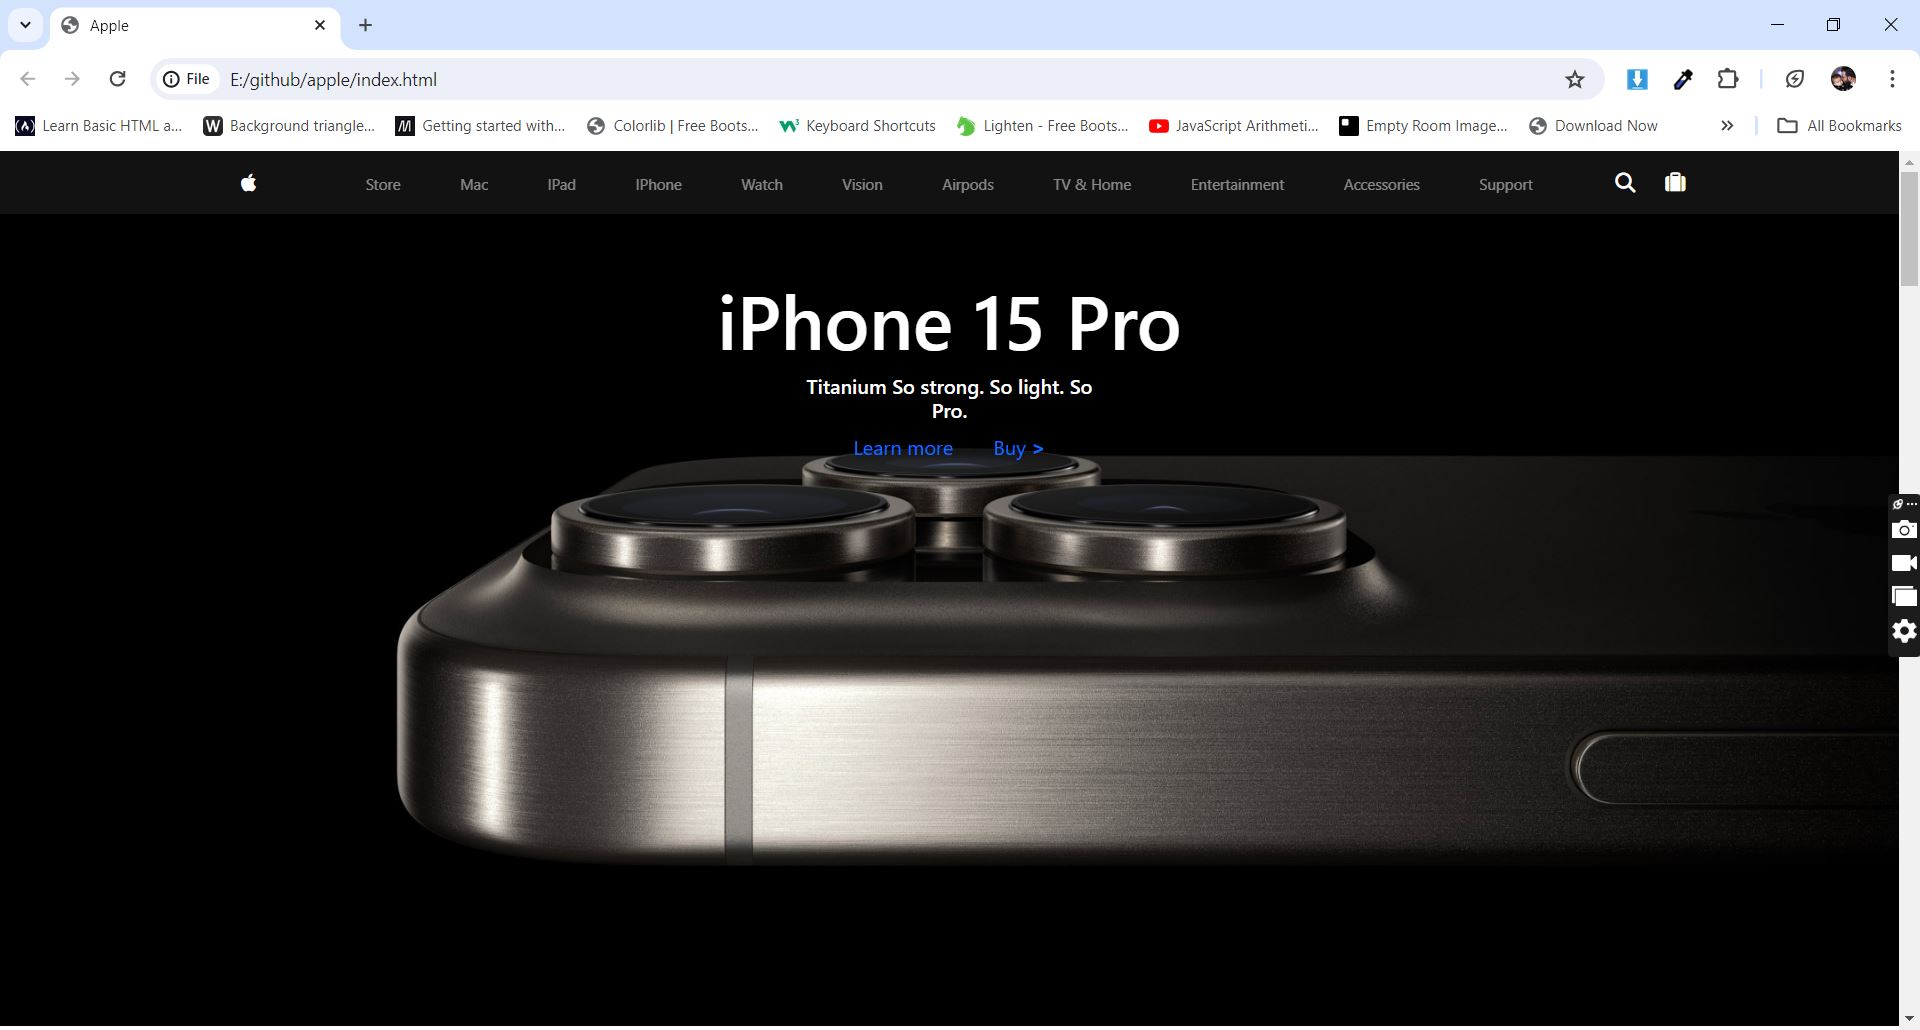 Apple
File E:/github/apple/index.html
Learn Basic HTML a... Background triangle... Getting started with... Colorlib | Free Boots... Keyboard Shortcuts Lighten - Free Boots... JavaScript Arithmeti... Empty Room Image... Download Now » All Bookmarks
Store Mac IPad IPhone Watch Vision Airpods TV & Home Entertainment Accessories Support
iPhone 15 Pro
Titanium So strong. So light. So
Pro.
Learn more Buy >